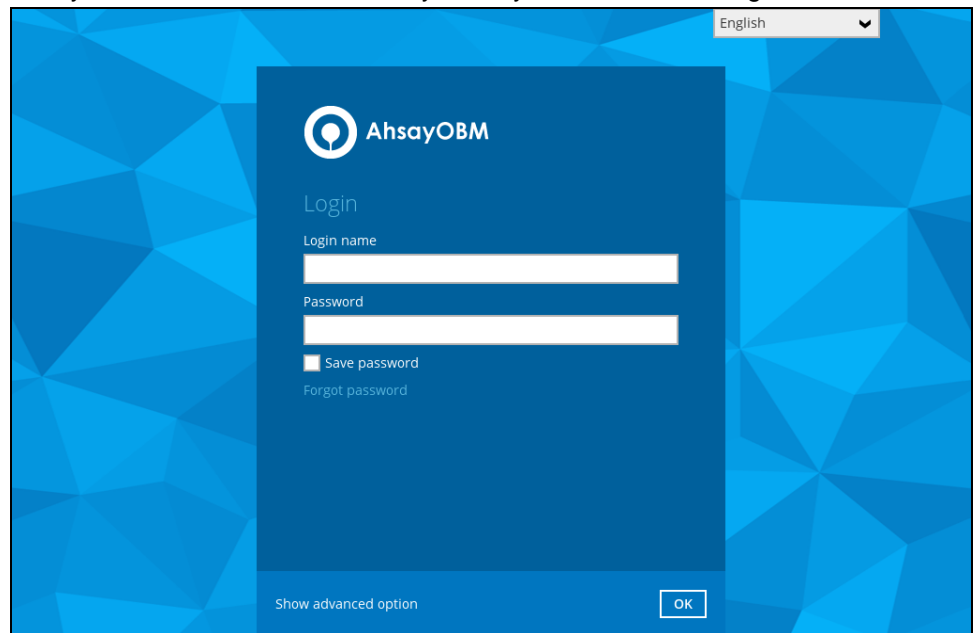 English
AhsayOBM
Login
Login name
Password
Save password
Forgot password
Show advanced option
OK